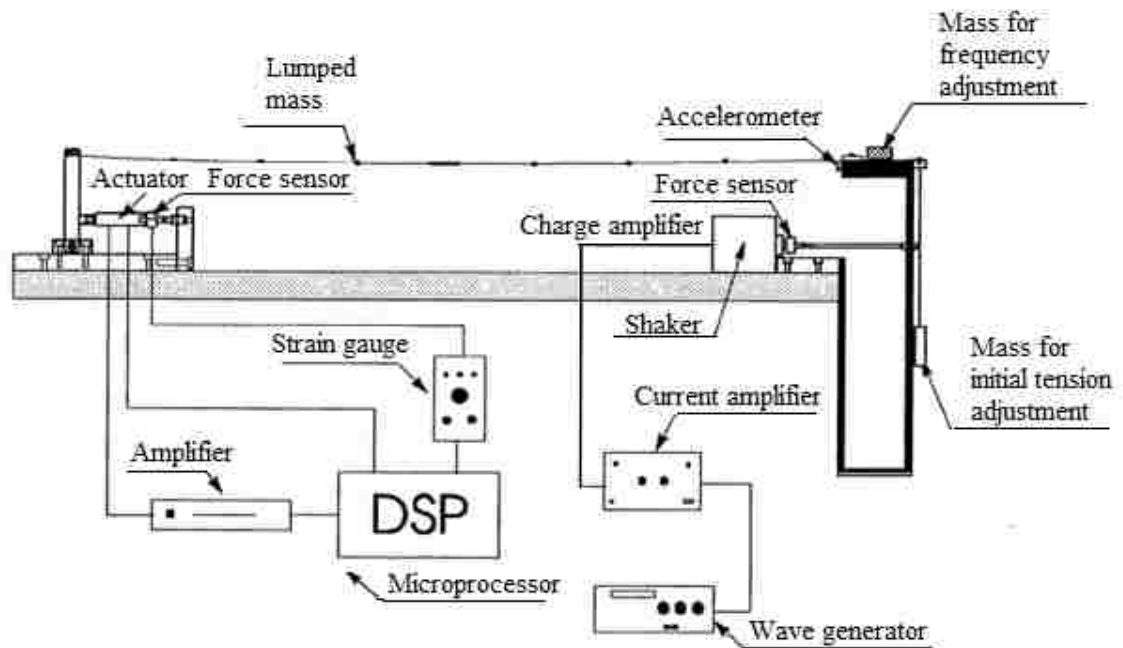 Mass for
frequency
adjustment
Lumped
mass
Accelerometer
Actuator
Force sensor
Force sensor
Charge amplifier
Shaker
Strain gauge
Mass for
initial tension
adjustment
Current amplifier
Amplifier
DSP
Microprocessor
Wave generator